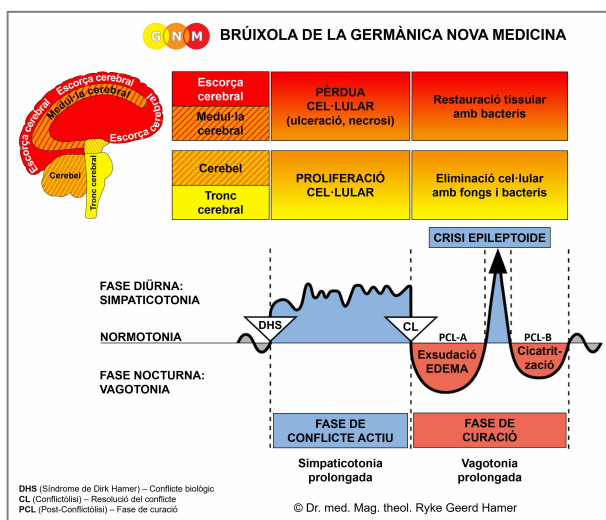 G N M
BRÚIXOLA DE LA GERMÀNICA NOVA MEDICINA
Escorça cerebral
Medul·la cerebral
Escorça cerebral
Escorça cerebral
Escorça cerebral
Cerebel
Tronc cerebral
Escorça
cerebral
Medul·la
cerebral
PÈRDUA
CEL·LULAR
(ulceració, necrosi)
Restauració tissular
amb bacteris
Cerebel
Tronc
cerebral
PROLIFERACIÓ
CEL·LULAR
Eliminació cel·lular
amb fongs i bacteris
CRISI EPILEPTOIDE
FASE DIÜRNA:
SIMPATICOTONIA
DHS
CL
NORMOTONIA
PCL-A
PCL-B
Exsudació
EDEMA
Cicatrit-
zació
FASE NOCTURNA:
VAGOTONIA
FASE DE
CONFLICTE ACTIU
FASE DE
CURACIÓ
Simpaticotonia
prolongada
Vagotonia
prolongada
DHS (Síndrome de Dirk Hamer) – Conflicte biològic
CL (Conflictòlisi) – Resolució del conflicte
PCL (Post-Conflictòlisi) – Fase de curació
© Dr. med. Mag. theol. Ryke Geerd Hamer